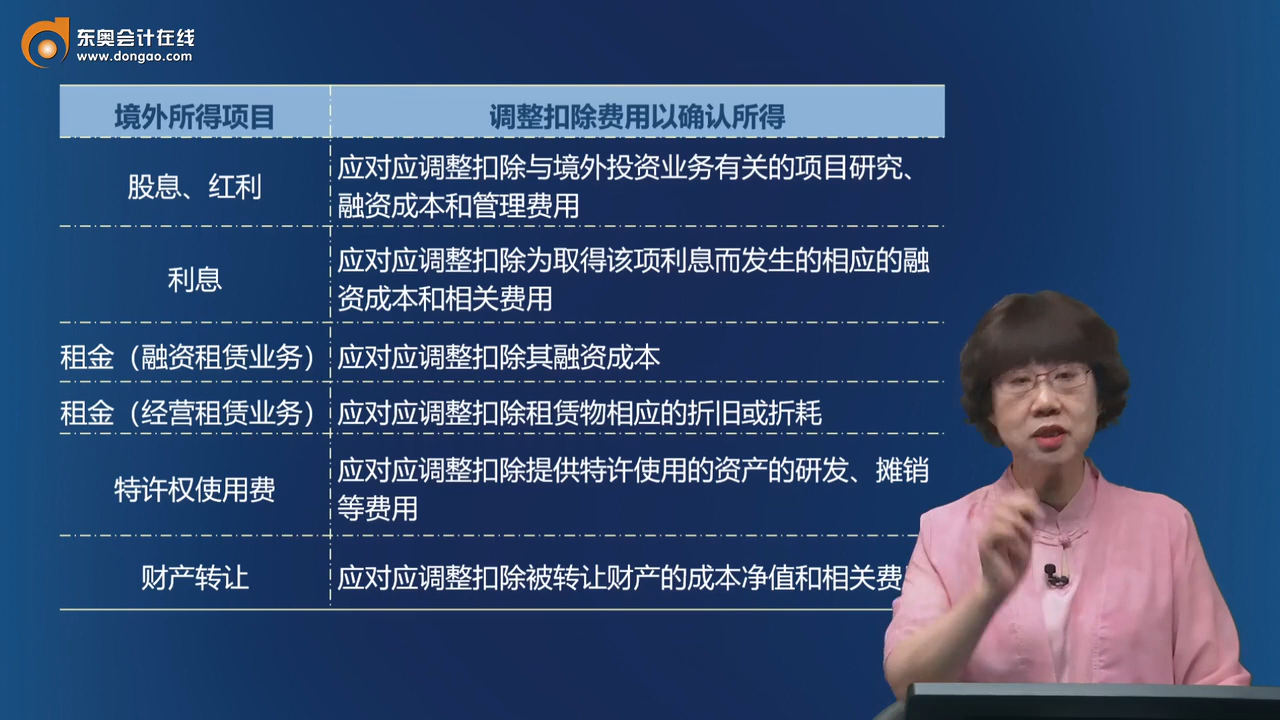 东奥会计在线
www.dongao.com
境外所得项目
调整扣除费用以确认所得
股息、红利
应对应调整扣除与境外投资业务有关的项目研究、
融资成本和管理费用
利息
应对应调整扣除为取得该项利息而发生的相应的融
资成本和相关费用
租金（融资租赁业务）
应对应调整扣除其融资成本
租金（经营租赁业务）
应对应调整扣除租赁物相应的折旧或折耗
特许权使用费
应对应调整扣除提供特许使用的资产的研发、摊销
等费用
财产转让
应对应调整扣除被转让财产的成本净值和相关费